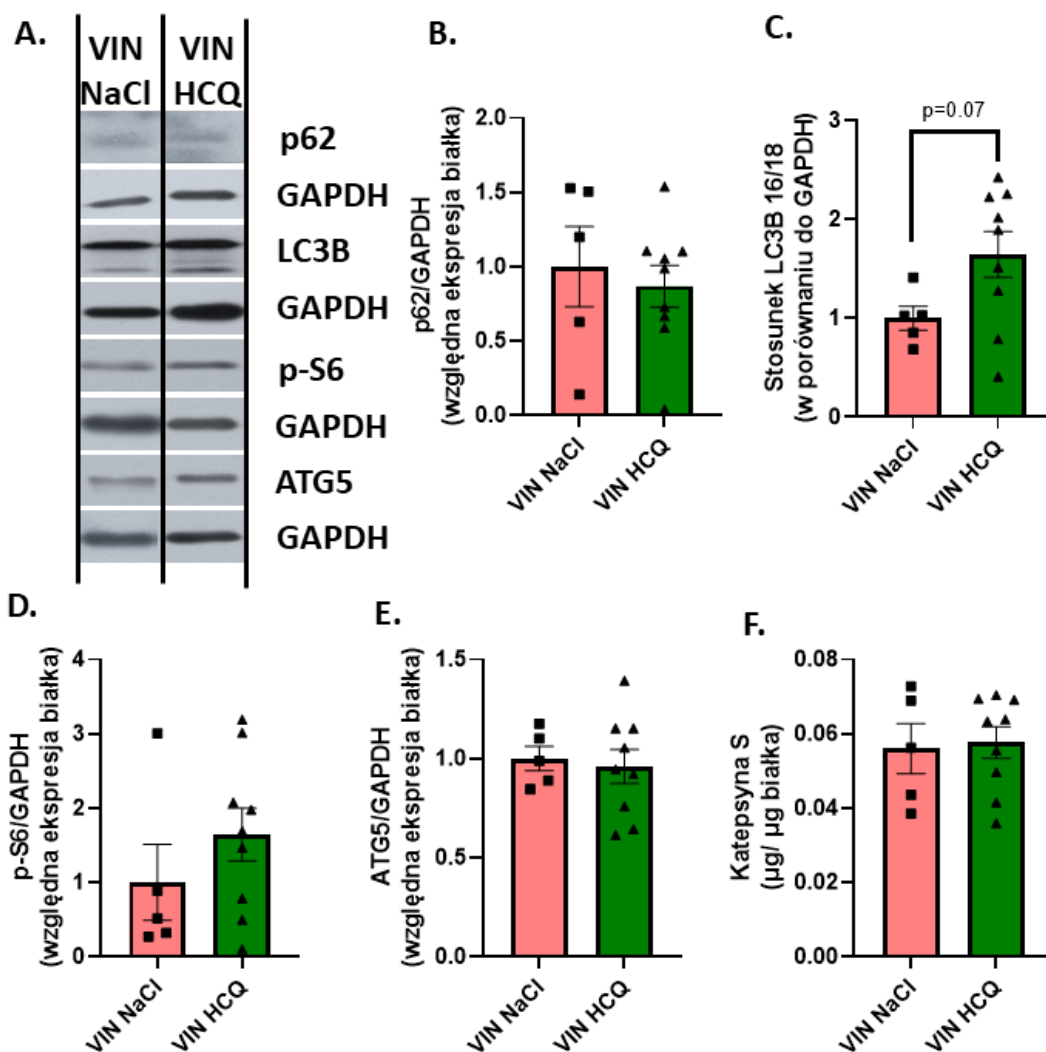 A.
VIN
NaCl
VIN
HCQ
p62
GAPDH
LC3B
GAPDH
p-S6
GAPDH
ATG5
GAPDH
B.
p62/GAPDH
(względna ekspresja białka)
2.0
1.5
1.0
0.5
0.0
VIN NaCl
VIN HCQ
C.
Stosunek LC3B 16/18
(w porównaniu do GAPDH)
p=0.07
3
2
1
0
VIN NaCl
VIN HCQ
D.
p-S6/GAPDH
(względna ekspresja białka)
4
3
2
1
0
VIN NaCl
VIN HCQ
E.
ATG5/GAPDH
(względna ekspresja białka)
1.5
1.0
0.5
0.0
VIN NaCl
VIN HCQ
F.
Katepsyna S
(µg/ µg białka)
0.08
0.06
0.04
0.02
0.00
VIN NaCl
VIN HCQ